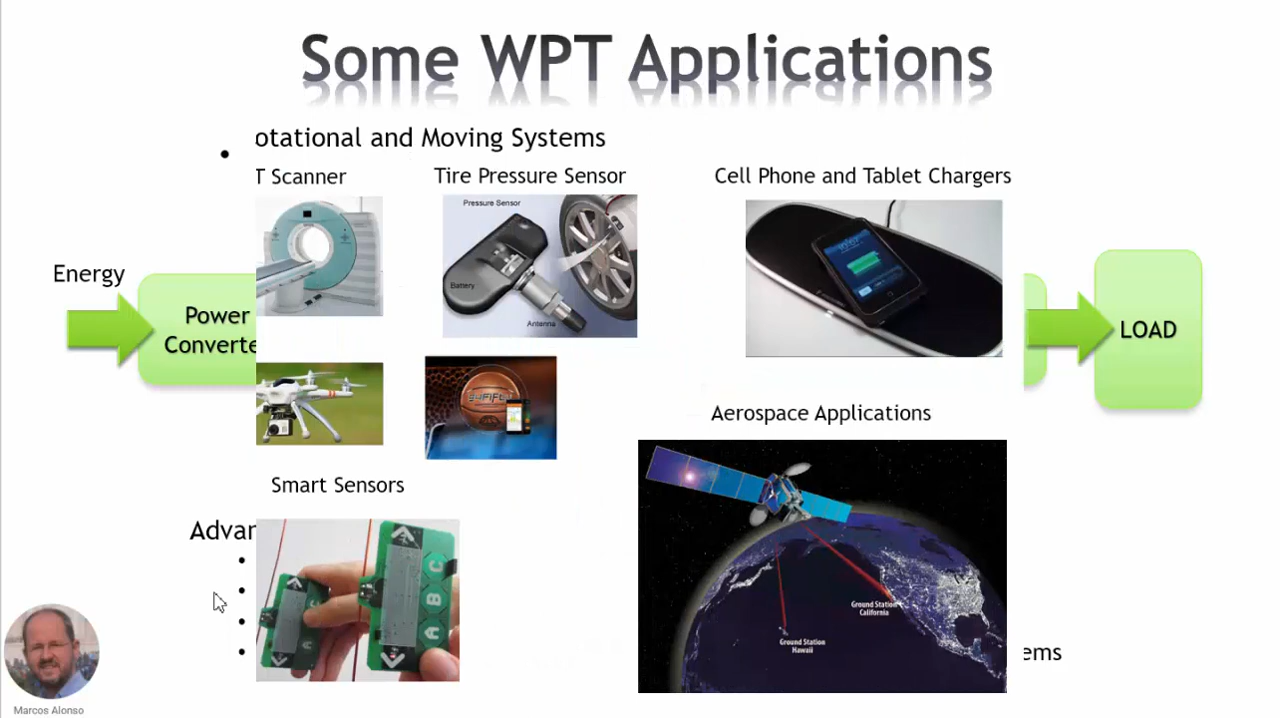 Some WPT Applications
otational and Moving Systems
T Scanner
Tire Pressure Sensor
Cell Phone and Tablet Chargers
Pressure Sensor
Battery
Antenna
Energy
Power
Converte
LOAD
Aerospace Applications
Smart Sensors
Advan
A B C
Ground Station
California
Ground Station
Hawaii
ems
Marcos Alonso